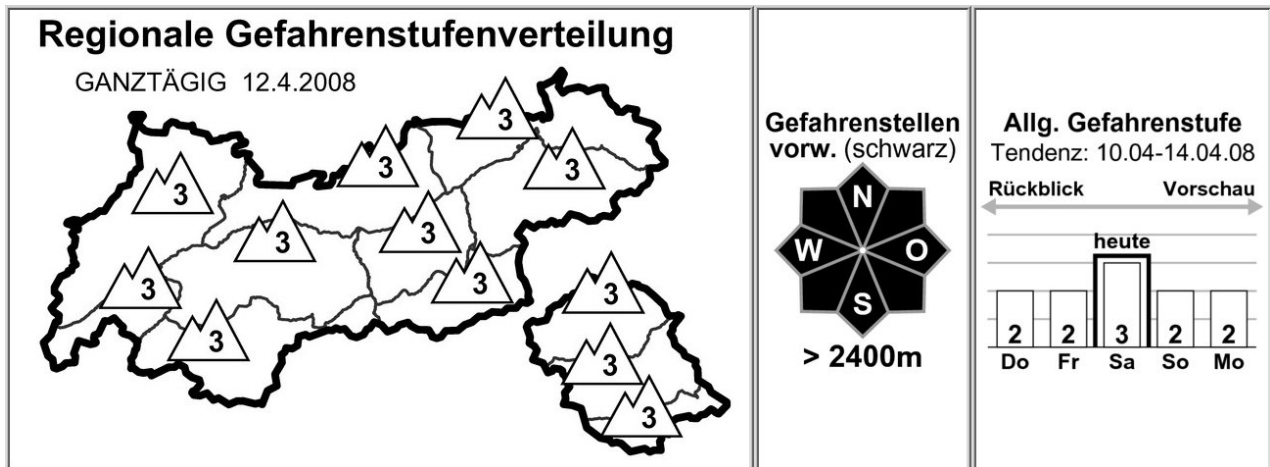 Regionale Gefahrenstufenverteilung
GANZTÄGIG 12.4.2008
3
3
3
3
3
3
3
3
3
3
3
3
Gefahrenstellen
vorw. (schwarz)
N
W O
S
> 2400m
Allg. Gefahrenstufe
Tendenz: 10.04-14.04.08
Rückblick Vorschau
heute
2 2 3 2 2
Do Fr Sa So Mo